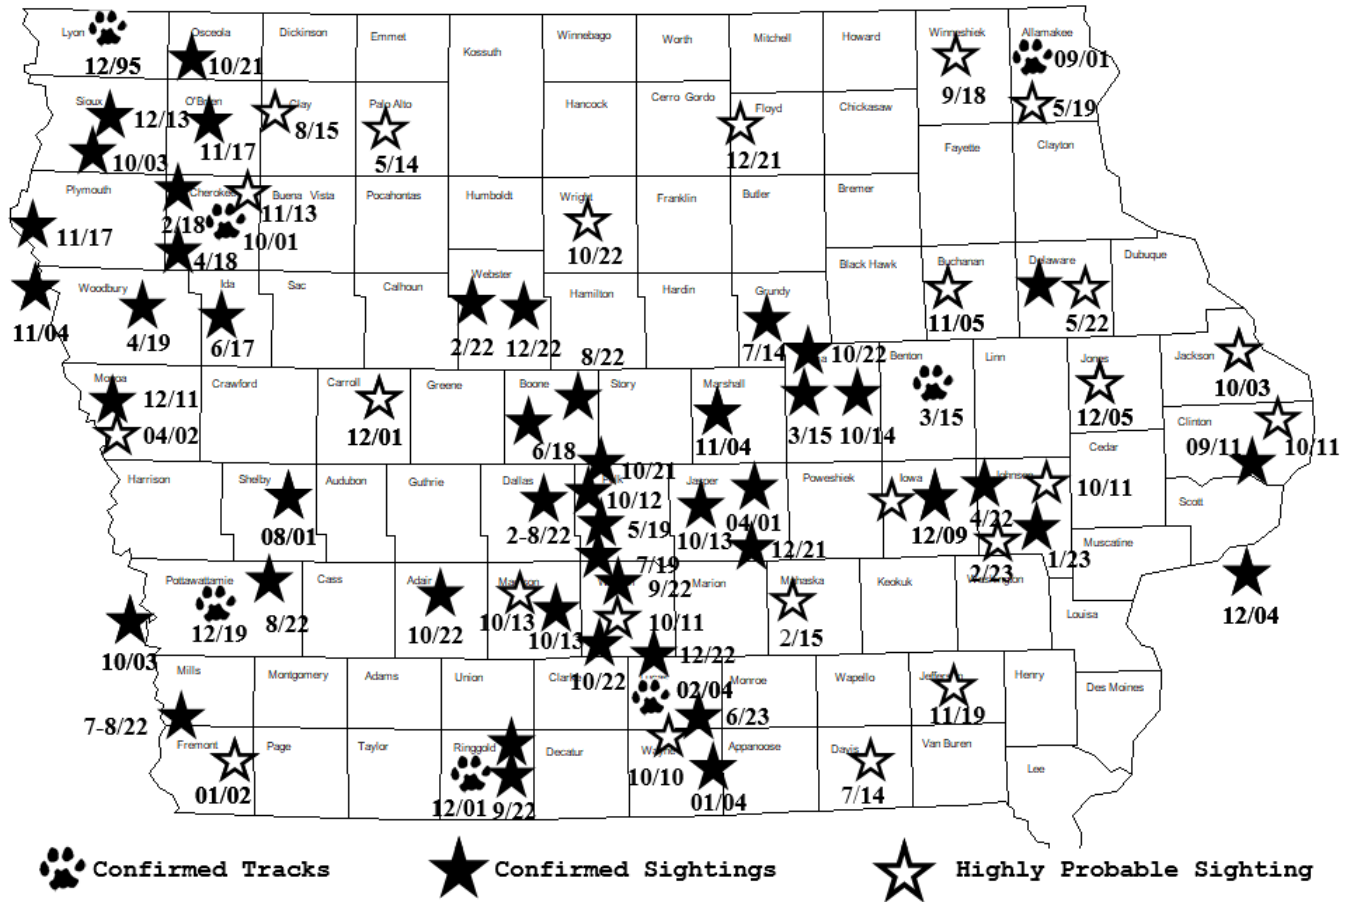 Lyon
Osceola
Dickinson
Emmet
Kossuth
Winnebago
Worth
Mitchell
Howard
Winneshiek
Allamakee
12/95
10/21
9/18
09/01
5/19
Sioux
O'Brien
Clay
Palo Alto
Hancock
Cerro Gordo
Floyd
Chickasaw
12/13
10/03
11/17
8/15
5/14
12/21
Fayette
Clayton
Plymouth
Cherokee
Buena Vista
Pocahontas
Humboldt
Wright
Franklin
Butler
Bremer
11/17
2/18
11/13
10/01
4/18
10/22
Woodbury
Ida
Sac
Calhoun
Webster
Hamilton
Hardin
Grundy
Black Hawk
Buchanan
Delaware
Dubuque
11/04
4/19
6/17
2/22
12/22
8/22
7/14
10/22
11/05
5/22
Crawford
Carroll
Greene
Boone
Story
Marshall
Benton
Linn
Jones
Jackson
12/11
04/02
12/01
6/18
11/04
3/15
10/14
3/15
12/05
10/03
Clinton
Cedar
09/11
10/11
Harrison
Shelby
Audubon
Guthrie
Dallas
Jasper
Poweshiek
Iowa
Johnson
Scott
Muscatine
08/01
2-8/22
10/21
10/12
5/19
7/19
10/13
04/01
12/21
12/09
4/22
10/11
2/23
1/23
12/04
Pottawattamie
Cass
Adair
Madison
Marion
Mahaska
Keokuk
Washington
Louisa
12/19
8/22
10/03
10/22
10/13
10/13
9/22
10/11
10/22
12/22
2/15
Mills
Montgomery
Adams
Union
Clarke
Monroe
Wapello
Jefferson
Henry
Des Moines
7-8/22
02/04
6/23
11/19
Fremont
Page
Taylor
Ringgold
Decatur
Wayne
Appanoose
Davis
Van Buren
Lee
01/02
12/01
9/22
10/10
01/04
7/14
Confirmed Tracks
Confirmed Sightings
Highly Probable Sighting